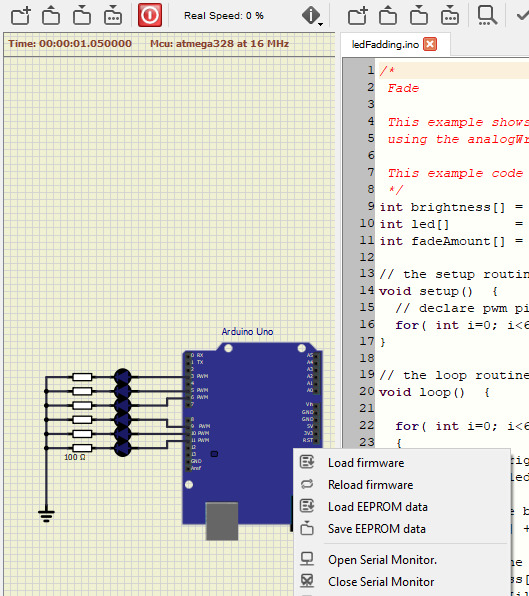 Real Speed: 0 %
Time: 00:00:01.050000 Mcu: atmega328 at 16 MHz
Arduino Uno
0 RX
1 TX
2
3 PWM
4
5 PWM
6 PWM
7
8
9 PWM
10 PWM
11 PWM
12
13
GND
Aref
A5
A4
A3
A2
A1
A0
Vin
GND
GND
5V
3V3
RST
100 Ω
ledFadding.ino
1 /*
2 Fade
3
4 This example shows
5 using the analogWr
6
7 This example code
8 */
9 int brightness[] =
10 int led[] =
11 int fadeAmount[] =
12
13 // the setup routin
14 void setup() {
15 // declare pwm pi
16 for( int i=0; i<6
17 }
18
19 // the loop routine
20 void loop() {
21
22 for( int i=0; i<6
23 {
Load firmware
Reload firmware
Load EEPROM data
Save EEPROM data
Open Serial Monitor.
Close Serial Monitor